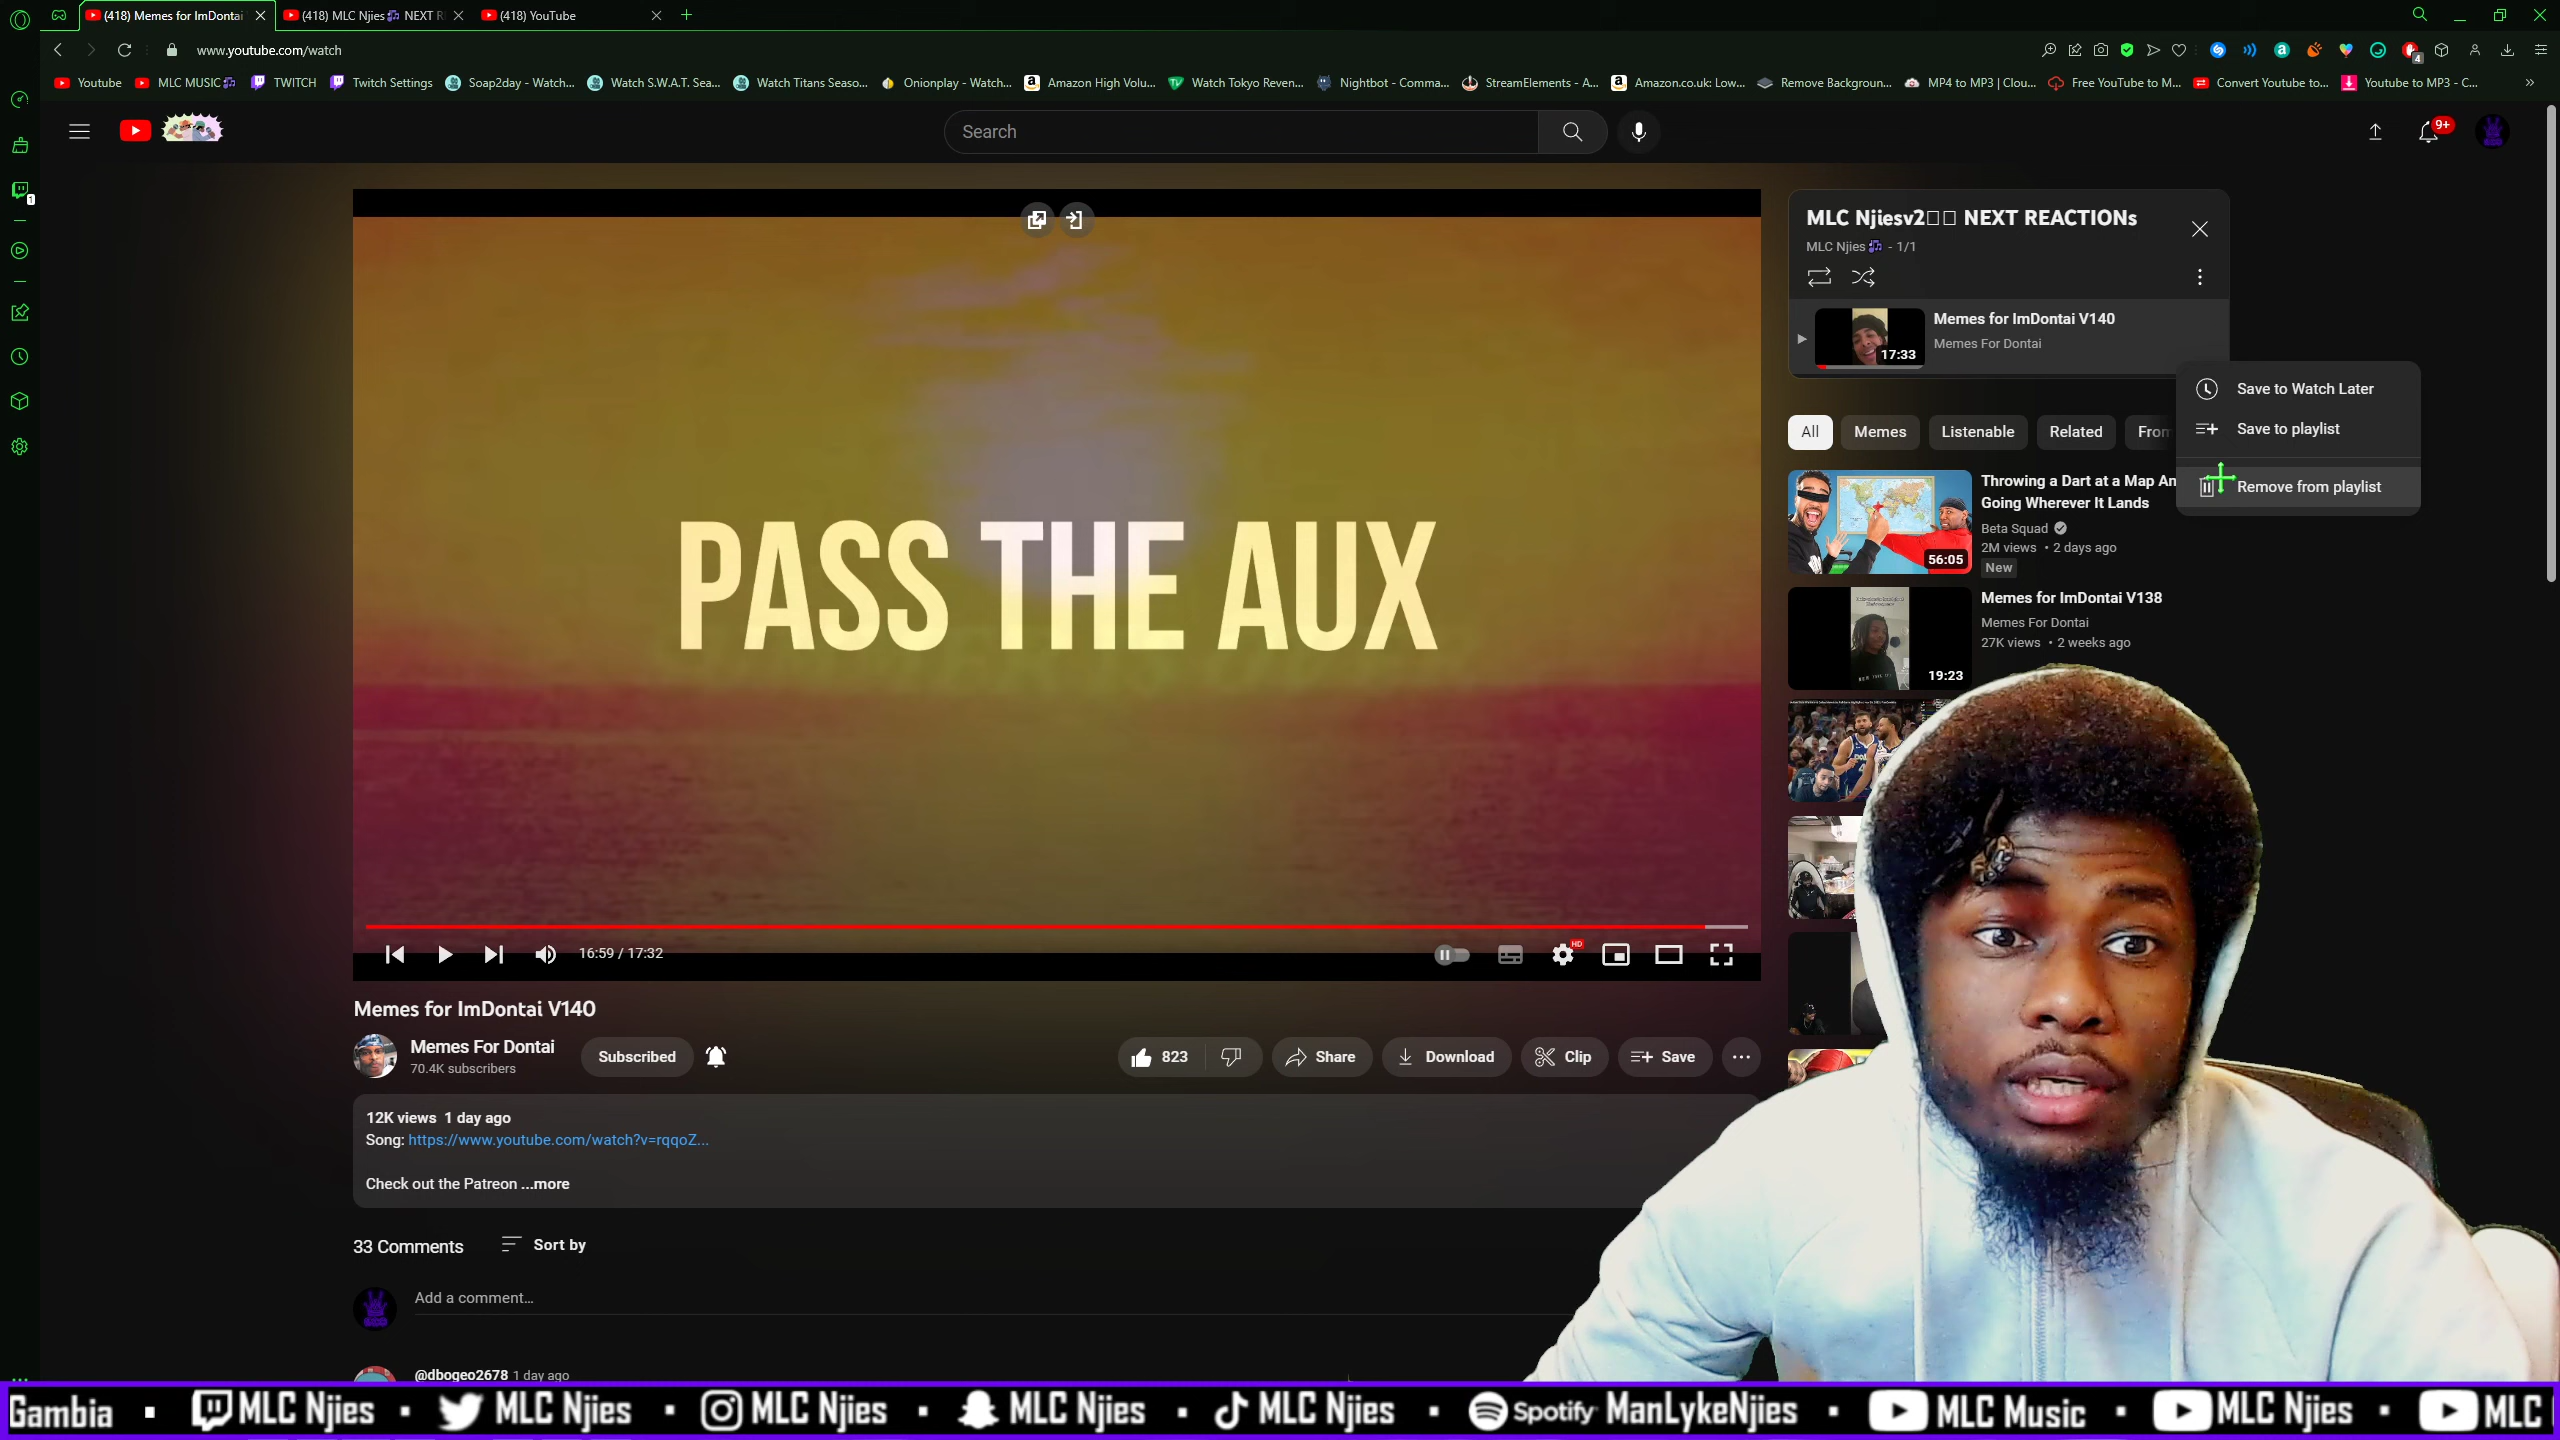 (418) Memes for ImDontai
(418) MLC Njies🎶 NEXT R
(418) YouTube
www.youtube.com/watch
4
Youtube
MLC MUSIC🎶
TWITCH
Twitch Settings
Soap2day - Watch...
Watch S.W.A.T. Sea...
Watch Titans Seaso...
Onionplay - Watch...
Amazon High Volu...
Watch Tokyo Reven...
Nightbot - Comma...
StreamElements - A...
Amazon.co.uk: Low...
Remove Backgroun...
MP4 to MP3 | Clou...
Free YouTube to M...
Convert Youtube to...
Youtube to MP3 - C...
Search
9+
1
PASS THE AUX
16:59 / 17:32
HD
MLC Njiesv2▯▯ NEXT REACTIONs
MLC Njies🎶 - 1/1
Memes for ImDontai V140
Memes For Dontai
17:33
Save to Watch Later
Save to playlist
Remove from playlist
All
Memes
Listenable
Related
From
Throwing a Dart at a Map An
Going Wherever It Lands
Beta Squad
2M views • 2 days ago
New
56:05
Memes for ImDontai V138
Memes For Dontai
27K views • 2 weeks ago
19:23
Memes for ImDontai V140
Memes For Dontai
70.4K subscribers
Subscribed
823
Share
Download
Clip
Save
12K views 1 day ago
Song: https://www.youtube.com/watch?v=rqqoZ...
Check out the Patreon ...more
33 Comments
Sort by
Add a comment...
@dbogeo2678 1 day ago
Gambia ▪ MLC Njies ▪ MLC Njies ▪ MLC Njies ▪ MLC Njies ▪ MLC Njies ▪ Spotify ManLykeNjies ▪ MLC Music ▪ MLC Njies ▪ MLC